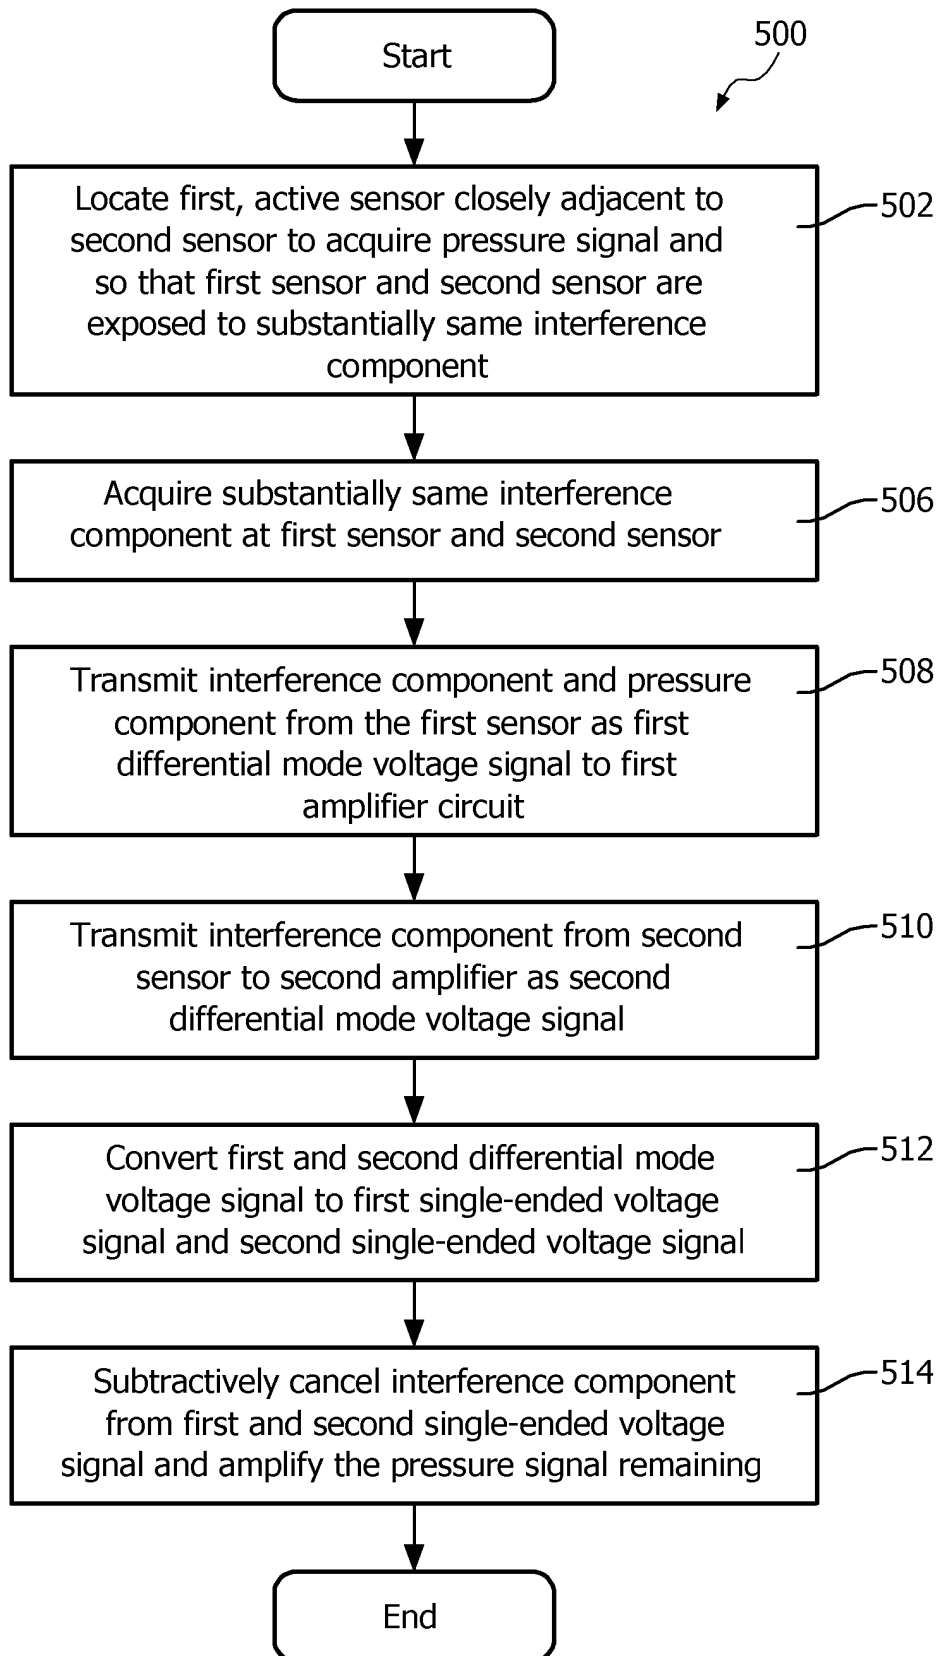 Start
500
Locate first, active sensor closely adjacent to
second sensor to acquire pressure signal and
so that first sensor and second sensor are
exposed to substantially same interference
component
502
Acquire substantially same interference
component at first sensor and second sensor
506
Transmit interference component and pressure
component from the first sensor as first
differential mode voltage signal to first
amplifier circuit
508
Transmit interference component from second
sensor to second amplifier as second
differential mode voltage signal
510
Convert first and second differential mode
voltage signal to first single-ended voltage
signal and second single-ended voltage signal
512
Subtractively cancel interference component
from first and second single-ended voltage
signal and amplify the pressure signal remaining
514
End